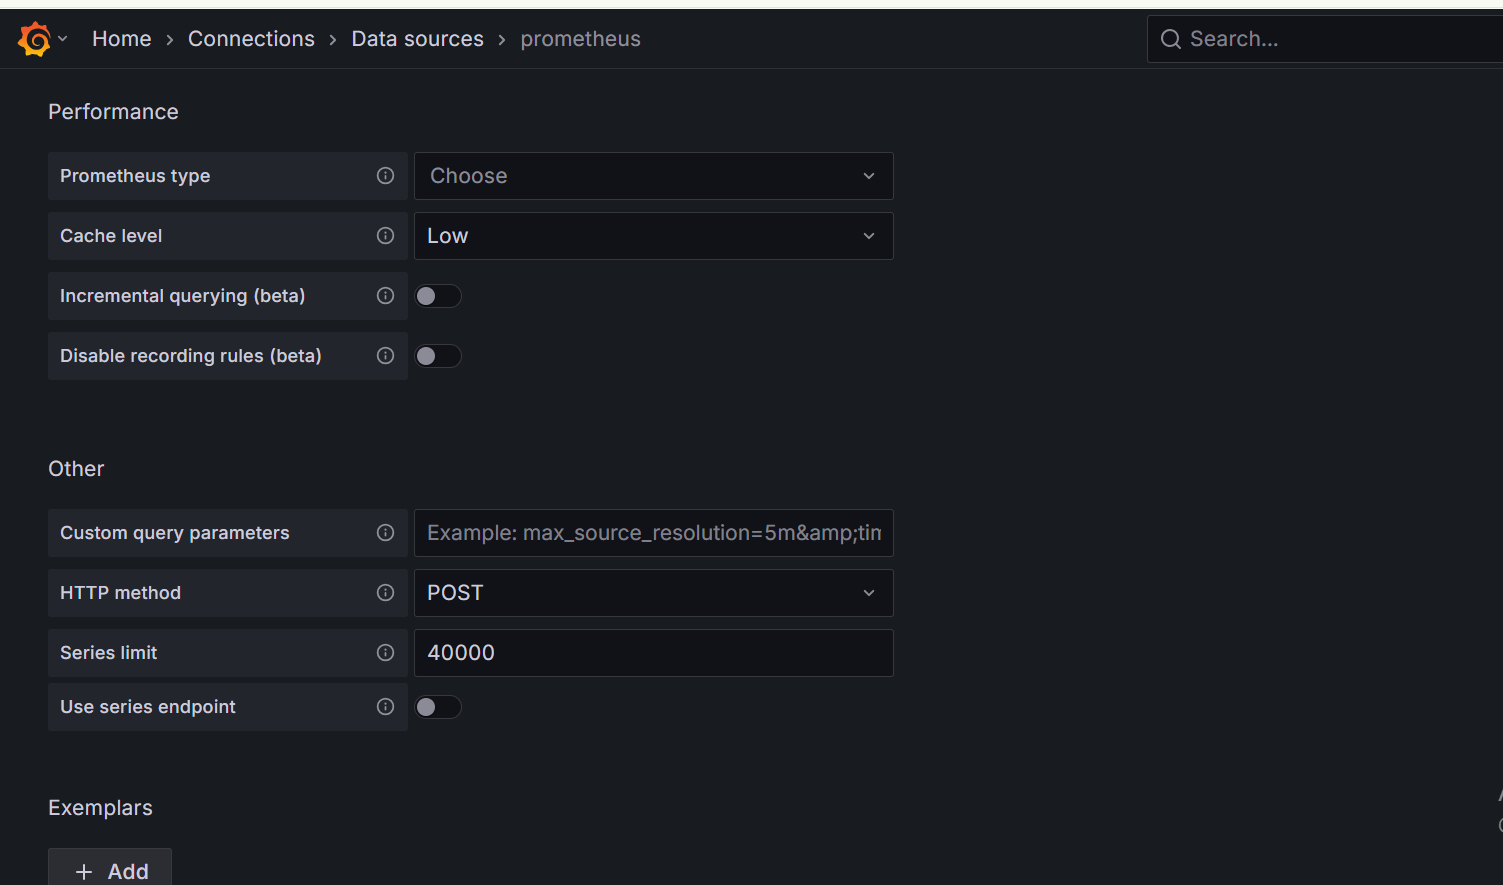 Home > Connections > Data sources > prometheus
Search...
Performance
Prometheus type
Choose
Cache level
Low
Incremental querying (beta)
Disable recording rules (beta)
Other
Custom query parameters
Example: max_source_resolution=5m&amp;tim
HTTP method
POST
Series limit
40000
Use series endpoint
Exemplars
+ Add